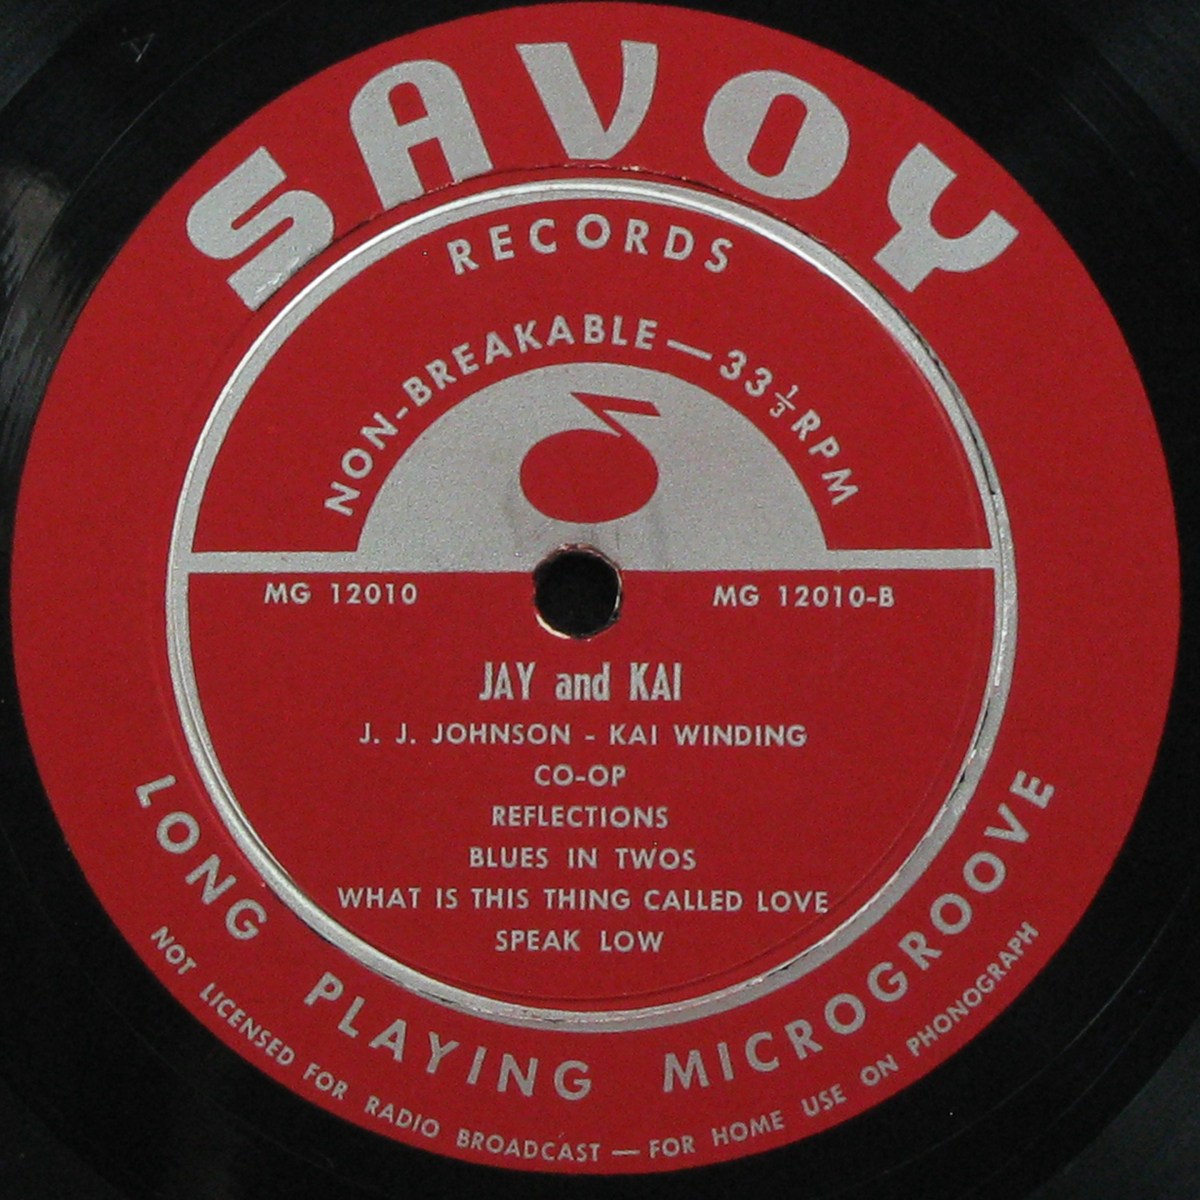 SAVOY
RECORDS
NON-BREAKABLE — 33 1/3 RPM
MG 12010
MG 12010-B
JAY and KAI
J. J. JOHNSON - KAI WINDING
CO-OP
REFLECTIONS
BLUES IN TWOS
WHAT IS THIS THING CALLED LOVE
SPEAK LOW
LONG PLAYING MICROGROOVE
NOT LICENSED FOR RADIO BROADCAST — FOR HOME USE ON PHONOGRAPH